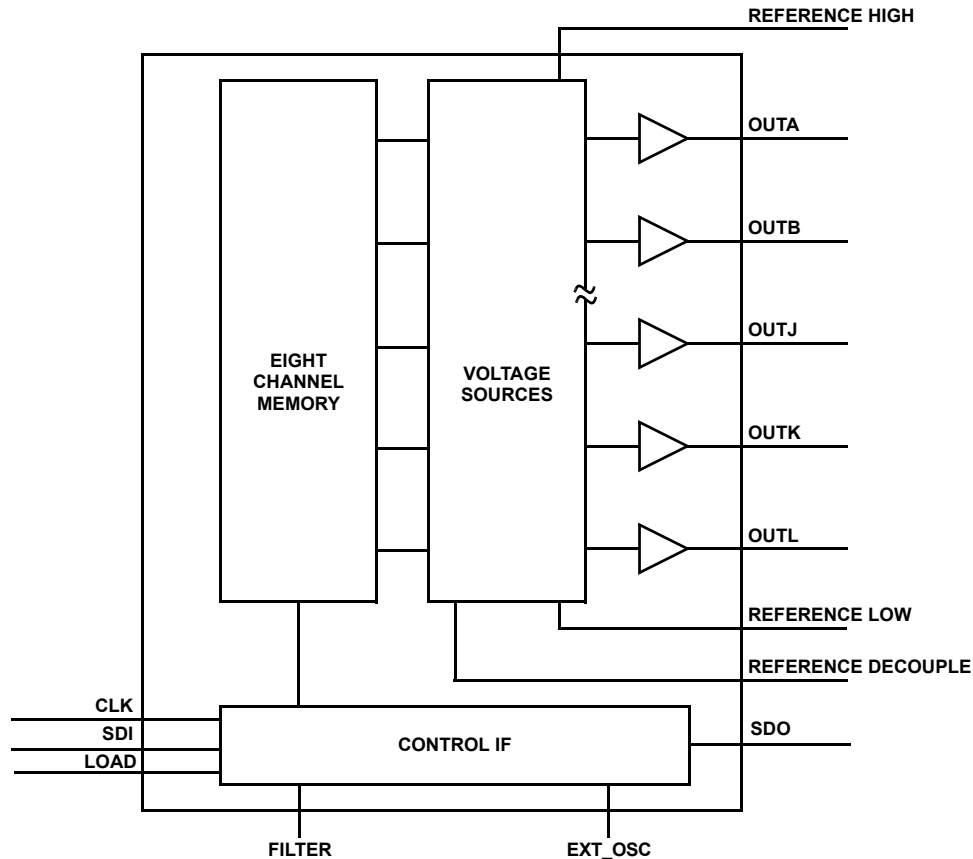 REFERENCE HIGH
OUTA
OUTB
OUTJ
EIGHT
CHANNEL
MEMORY
VOLTAGE
SOURCES
OUTK
OUTL
REFERENCE LOW
REFERENCE DECOUPLE
CLK
SDI
LOAD
CONTROL IF
SDO
FILTER
EXT_OSC